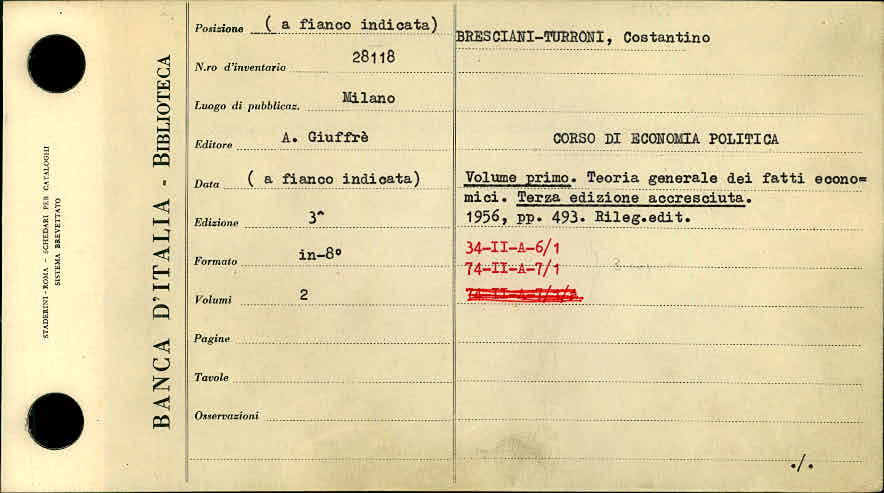 STADERINI - ROMA - SCHEDARI PER CATALOGHI
SISTEMA BREVETTATO
BANCA D'ITALIA - BIBLIOTECA
Posizione ( a fianco indicata)
N.ro d'inventario 28118
Luogo di pubblicaz. Milano
Editore A. Giuffrè
Data ( a fianco indicata)
Edizione 3^
Formato in-8°
Volumi 2
Pagine
Tavole
Osservazioni
BRESCIANI-TURRONI, Costantino
CORSO DI ECONOMIA POLITICA
Volume primo. Teoria generale dei fatti econo=
mici. Terza edizione accresciuta.
1956, pp. 493. Rileg.edit.
34-II-A-6/1
74-II-A-7/1
./.